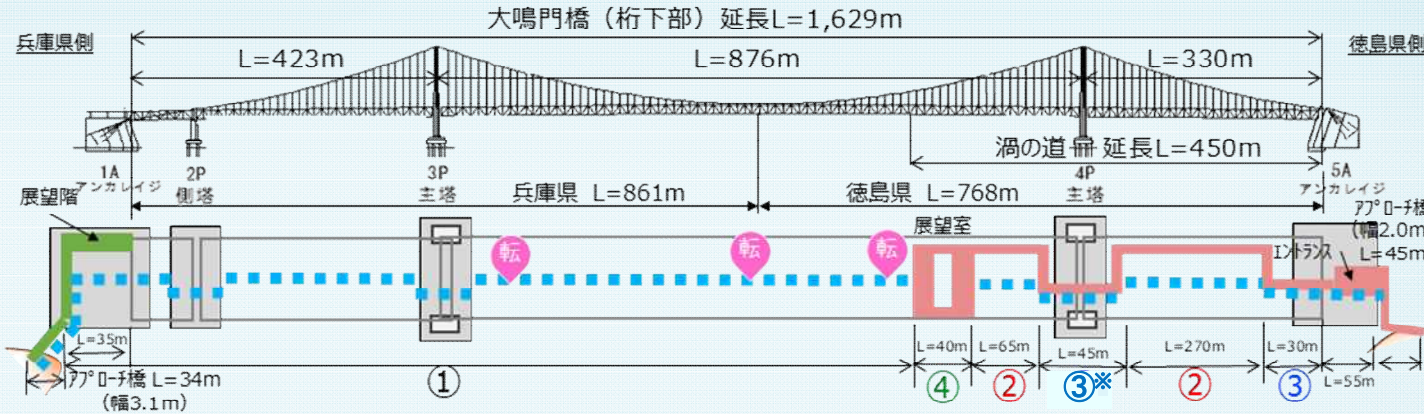 大鳴門橋（桁下部）延長L=1,629m
兵庫県側
徳島県側
L=423m
L=876m
L=330m
渦の道 延長L=450m
1A
アンカレイジ
2P
側塔
3P
主塔
4P
主塔
5A
アンカレイジ
兵庫県 L=861m
徳島県 L=768m
展望階
展望室
アプローチ橋
（幅2.0m
L=45m
エントランス
転
転
転
L=35m
L=40m
L=65m
L=45m
L=270m
L=30m
L=55m
アプローチ橋 L=34m
（幅3.1m）
①
④
②
③※
②
③